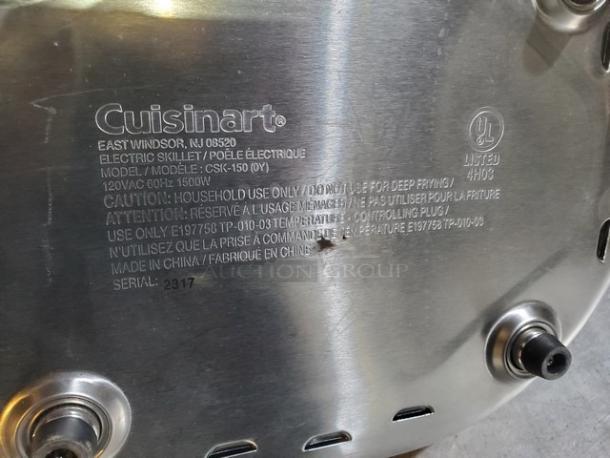 Cuisinart®
EAST WINDSOR, NJ 08520
ELECTRIC SKILLET / POÊLE ÉLECTRIQUE
MODEL / MODÈLE : CSK-150 (0Y)
120VAC 60Hz 1500W
CAUTION: HOUSEHOLD USE ONLY / DO NOT USE FOR DEEP FRYING /
ATTENTION: RÉSERVÉ À L'USAGE MÉNAGER / NE PAS UTILISER POUR LA FRITURE
USE ONLY E197758 TP-010-03 TEMPERATURE - CONTROLLING PLUG /
N'UTILISEZ QUE LA PRISE À COMMANDE DE TEMPÉRATURE E197758 TP-010-03
MADE IN CHINA / FABRIQUÉ EN CHINE
SERIAL: 2317
UL
LISTED
4H03
AUCTION GROUP